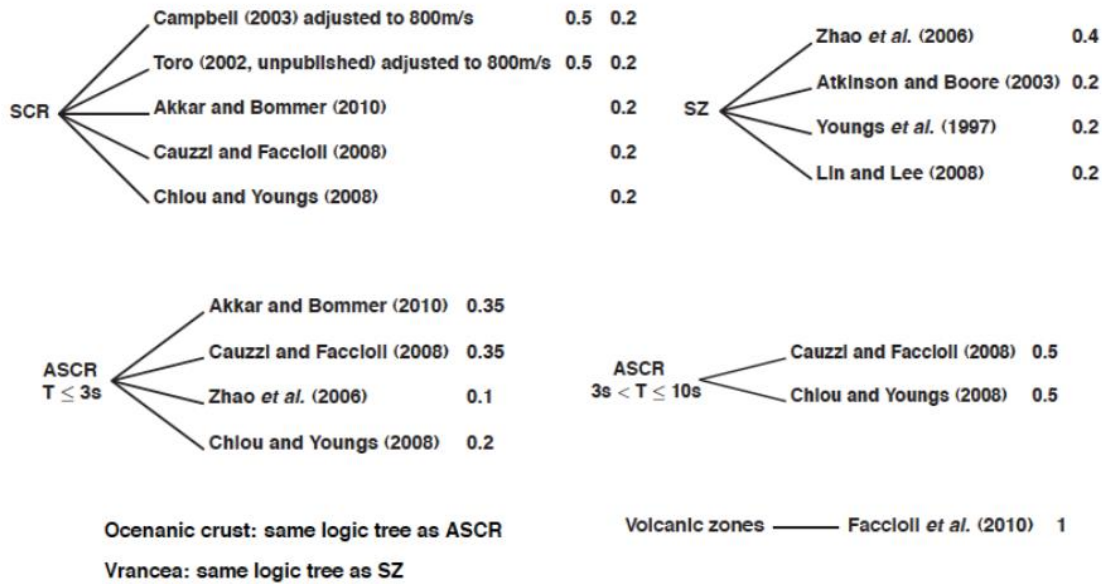 Campbell (2003) adjusted to 800m/s 0.5 0.2
Toro (2002, unpublished) adjusted to 800m/s 0.5 0.2
SCR
Akkar and Bommer (2010) 0.2
Cauzzi and Faccioli (2008) 0.2
Chiou and Youngs (2008) 0.2
Zhao et al. (2006) 0.4
Atkinson and Boore (2003) 0.2
SZ
Youngs et al. (1997) 0.2
Lin and Lee (2008) 0.2
Akkar and Bommer (2010) 0.35
Cauzzi and Faccioli (2008) 0.35
ASCR
T ≤ 3s
Zhao et al. (2006) 0.1
Chiou and Youngs (2008) 0.2
Cauzzi and Faccioli (2008) 0.5
ASCR
3s < T ≤ 10s
Chiou and Youngs (2008) 0.5
Ocenanic crust: same logic tree as ASCR
Vrancea: same logic tree as SZ
Volcanic zones Faccioli et al. (2010) 1